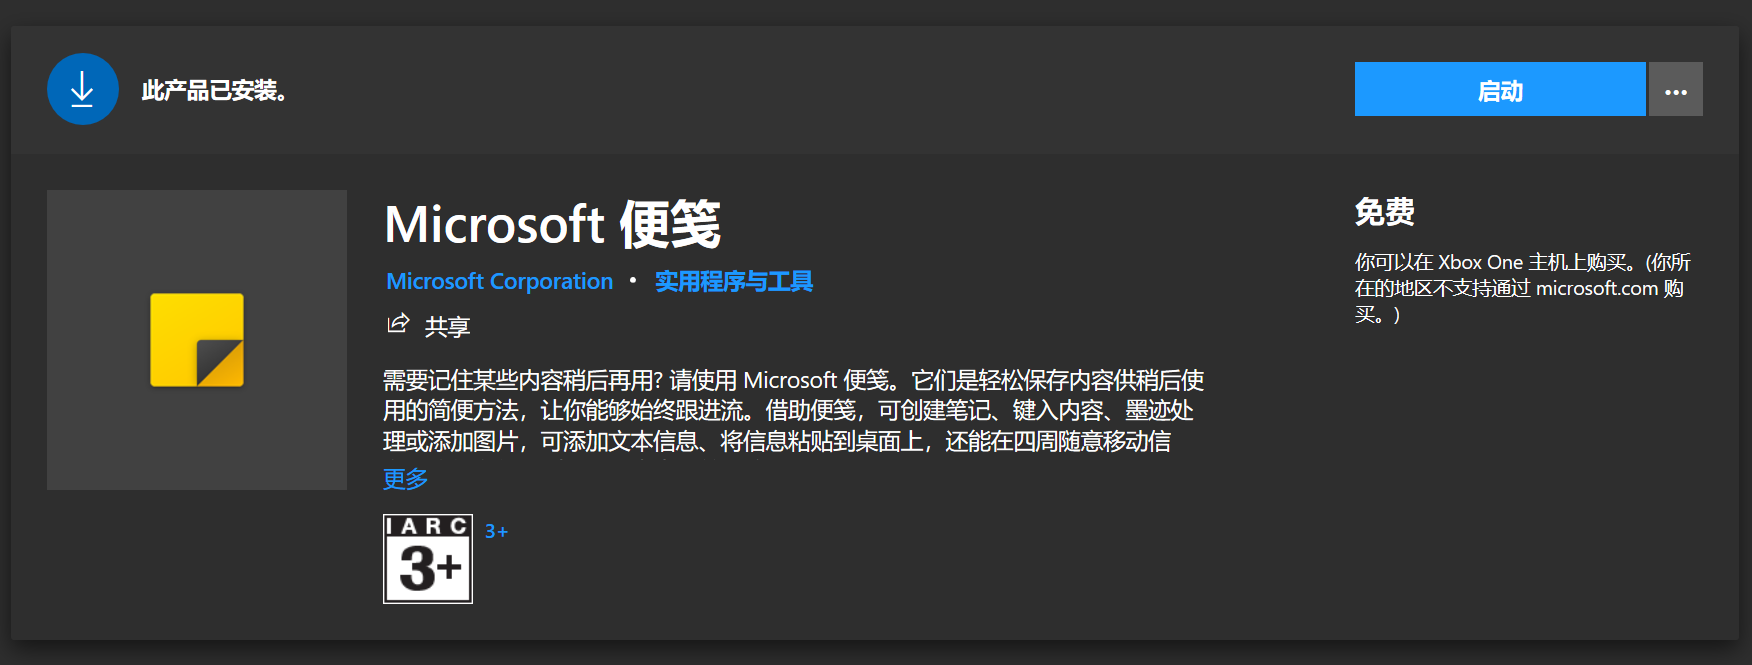 此产品已安装。
启动
Microsoft 便笺
Microsoft Corporation • 实用程序与工具
共享
需要记住某些内容稍后再用? 请使用 Microsoft 便笺。它们是轻松保存内容供稍后使
用的简便方法，让你能够始终跟进流。借助便笺，可创建笔记、键入内容、墨迹处
理或添加图片，可添加文本信息、将信息粘贴到桌面上，还能在四周随意移动信
更多
IARC
3+
3+
免费
你可以在 Xbox One 主机上购买。(你所
在的地区不支持通过 microsoft.com 购
买。)